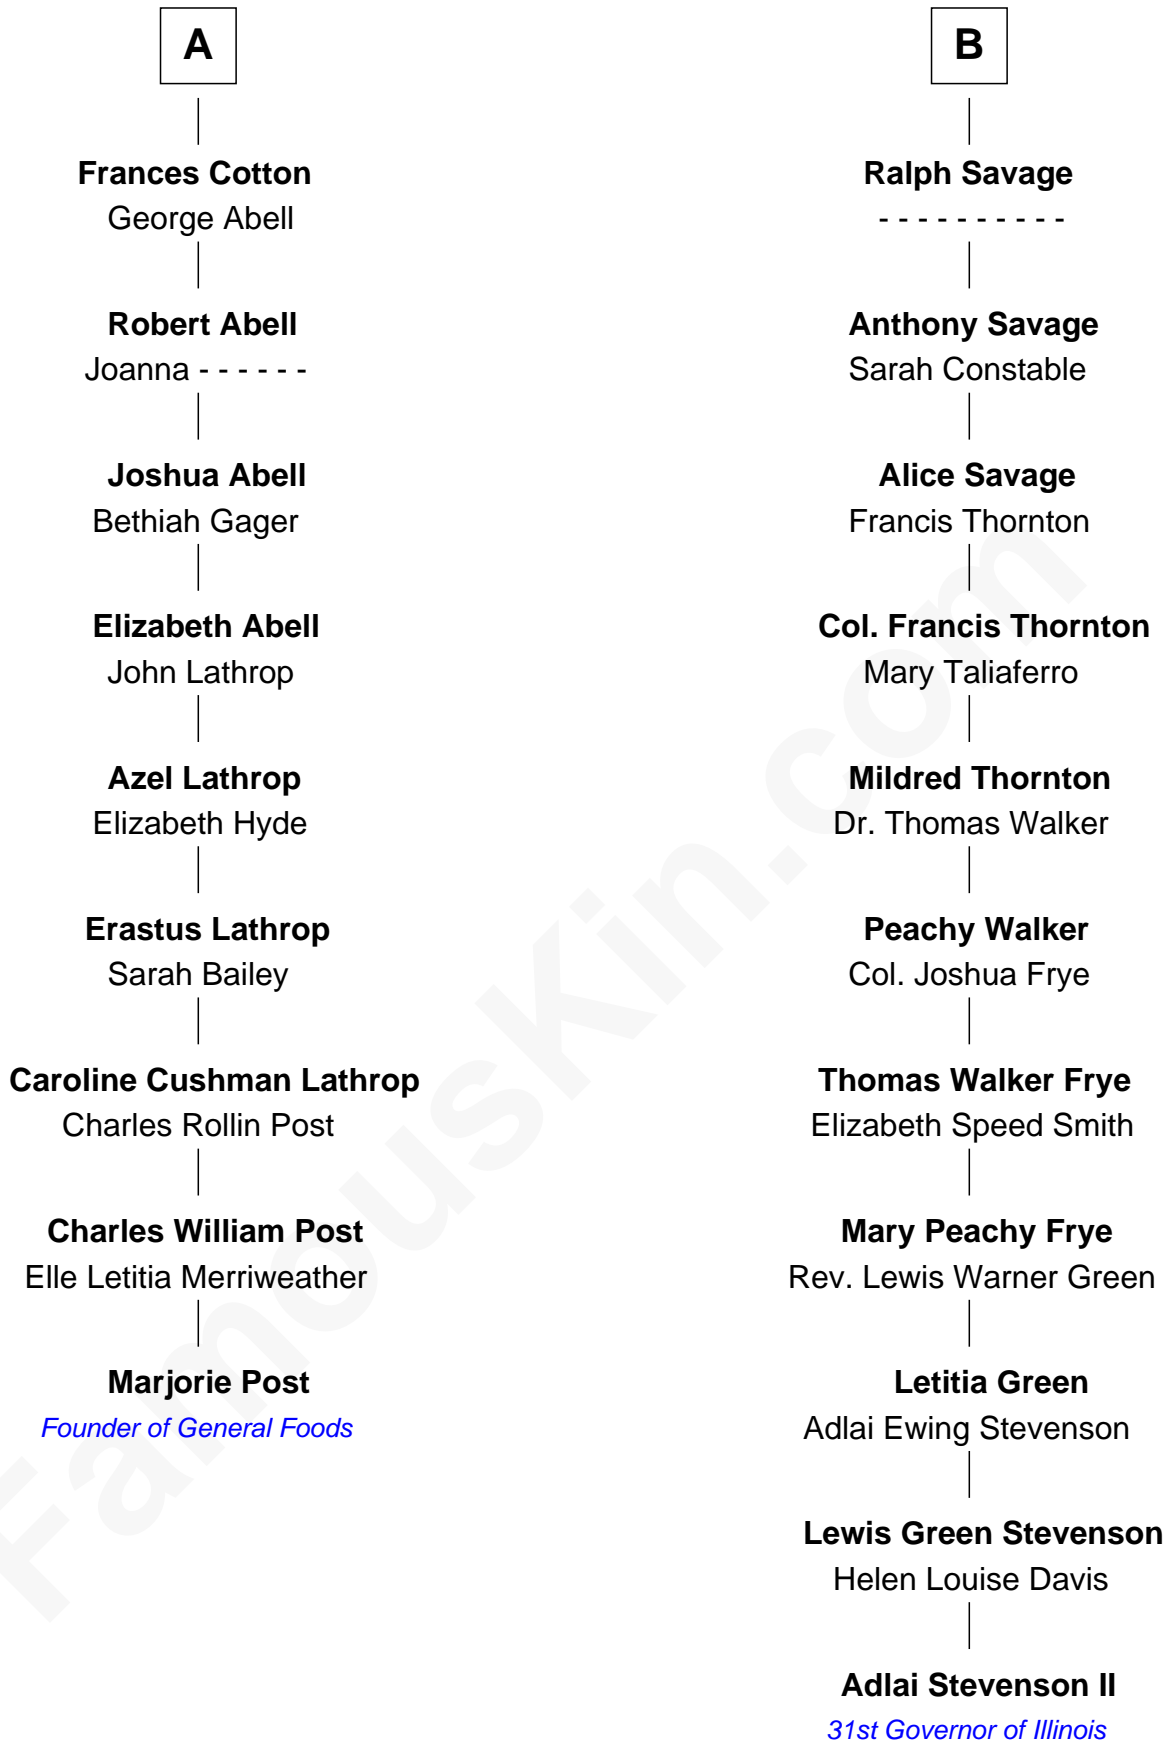 A
Frances Cotton
George Abell
Robert Abell
Joanna - - - - - -
Joshua Abell
Bethiah Gager
Elizabeth Abell
John Lathrop
Azel Lathrop
Elizabeth Hyde
Erastus Lathrop
Sarah Bailey
Caroline Cushman Lathrop
Charles Rollin Post
Charles William Post
Elle Letitia Merriweather
Marjorie Post
Founder of General Foods
B
Ralph Savage
- - - - - - - - - -
Anthony Savage
Sarah Constable
Alice Savage
Francis Thornton
Col. Francis Thornton
Mary Taliaferro
Mildred Thornton
Dr. Thomas Walker
Peachy Walker
Col. Joshua Frye
Thomas Walker Frye
Elizabeth Speed Smith
Mary Peachy Frye
Rev. Lewis Warner Green
Letitia Green
Adlai Ewing Stevenson
Lewis Green Stevenson
Helen Louise Davis
Adlai Stevenson II
31st Governor of Illinois
FamousKin.com